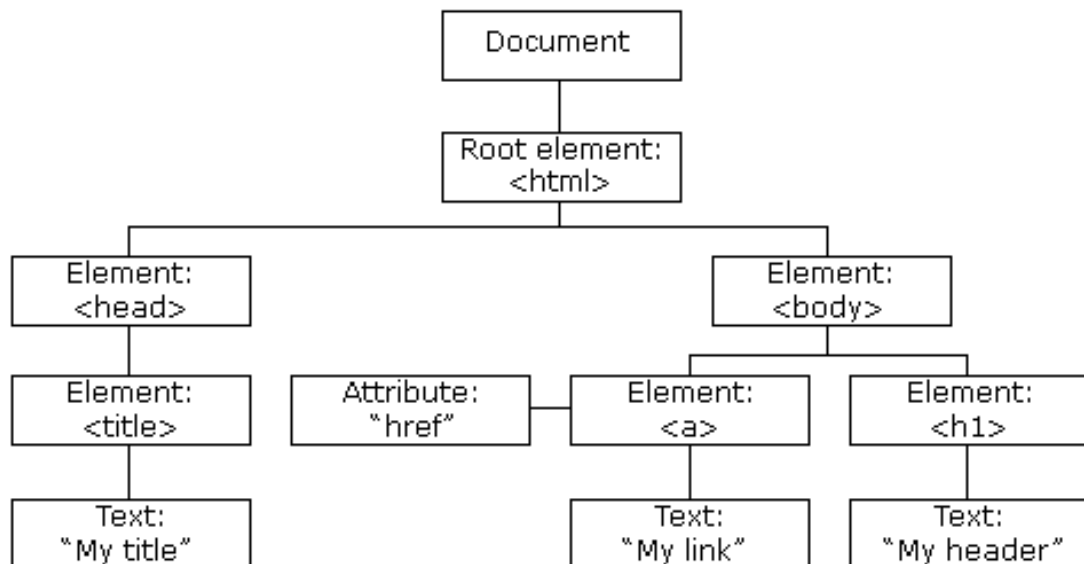 Document
Root element:
<html>
Element:
<head>
Element:
<body>
Element:
<title>
Attribute:
“href”
Element:
<a>
Element:
<h1>
Text:
“My title”
Text:
“My link”
Text:
“My header”